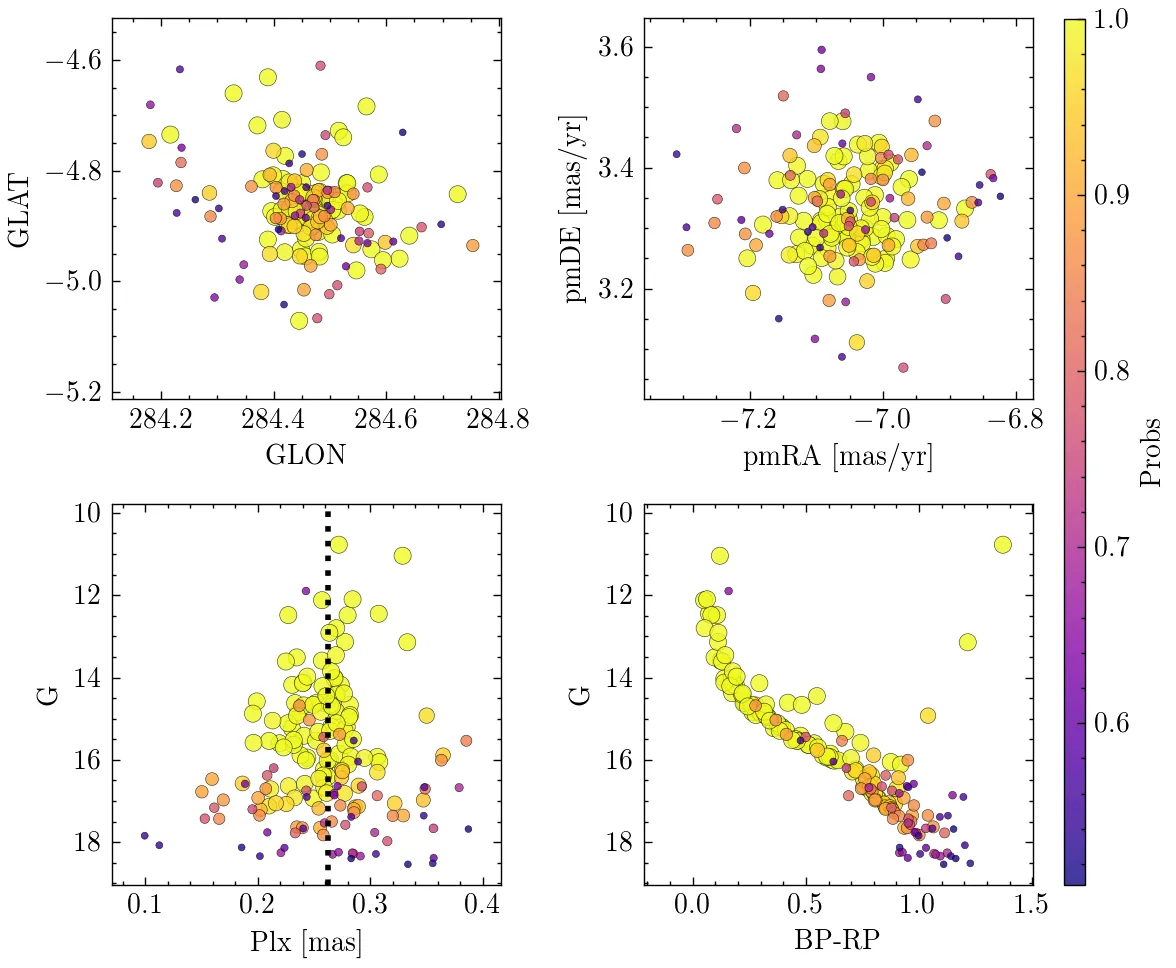 −4.6
−4.8
−5.0
−5.2
GLAT
284.2 284.4 284.6 284.8
GLON
3.6
3.4
3.2
pmDE [mas/yr]
−7.2 −7.0 −6.8
pmRA [mas/yr]
10
12
14
16
18
G
0.1 0.2 0.3 0.4
Plx [mas]
10
12
14
16
18
G
0.0 0.5 1.0 1.5
BP-RP
1.0
0.9
0.8
0.7
0.6
Probs